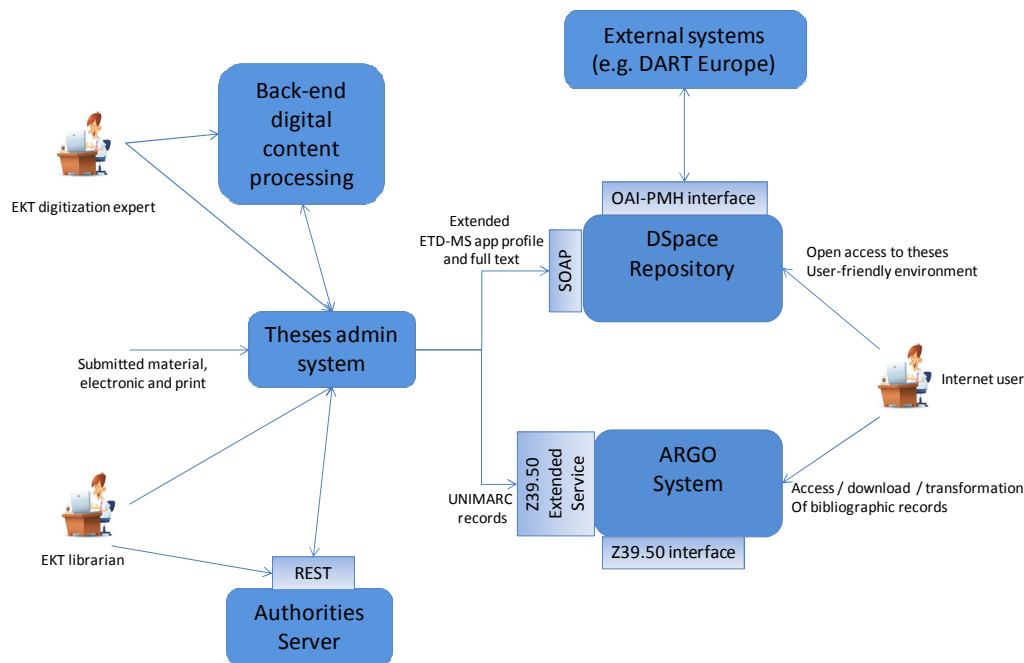 External systems
(e.g. DART Europe)
Back-end
digital
content
processing
EKT digitization expert
OAI-PMH interface
Extended
ETD-MS app profile
and full text
SOAP
DSpace
Repository
Open access to theses
User-friendly environment
Theses admin
system
Submitted material,
electronic and print
Internet user
UNIMARC
records
Z39.50
Extended
Service
ARGO
System
Access / download / transformation
Of bibliographic records
Z39.50 interface
EKT librarian
REST
Authorities
Server